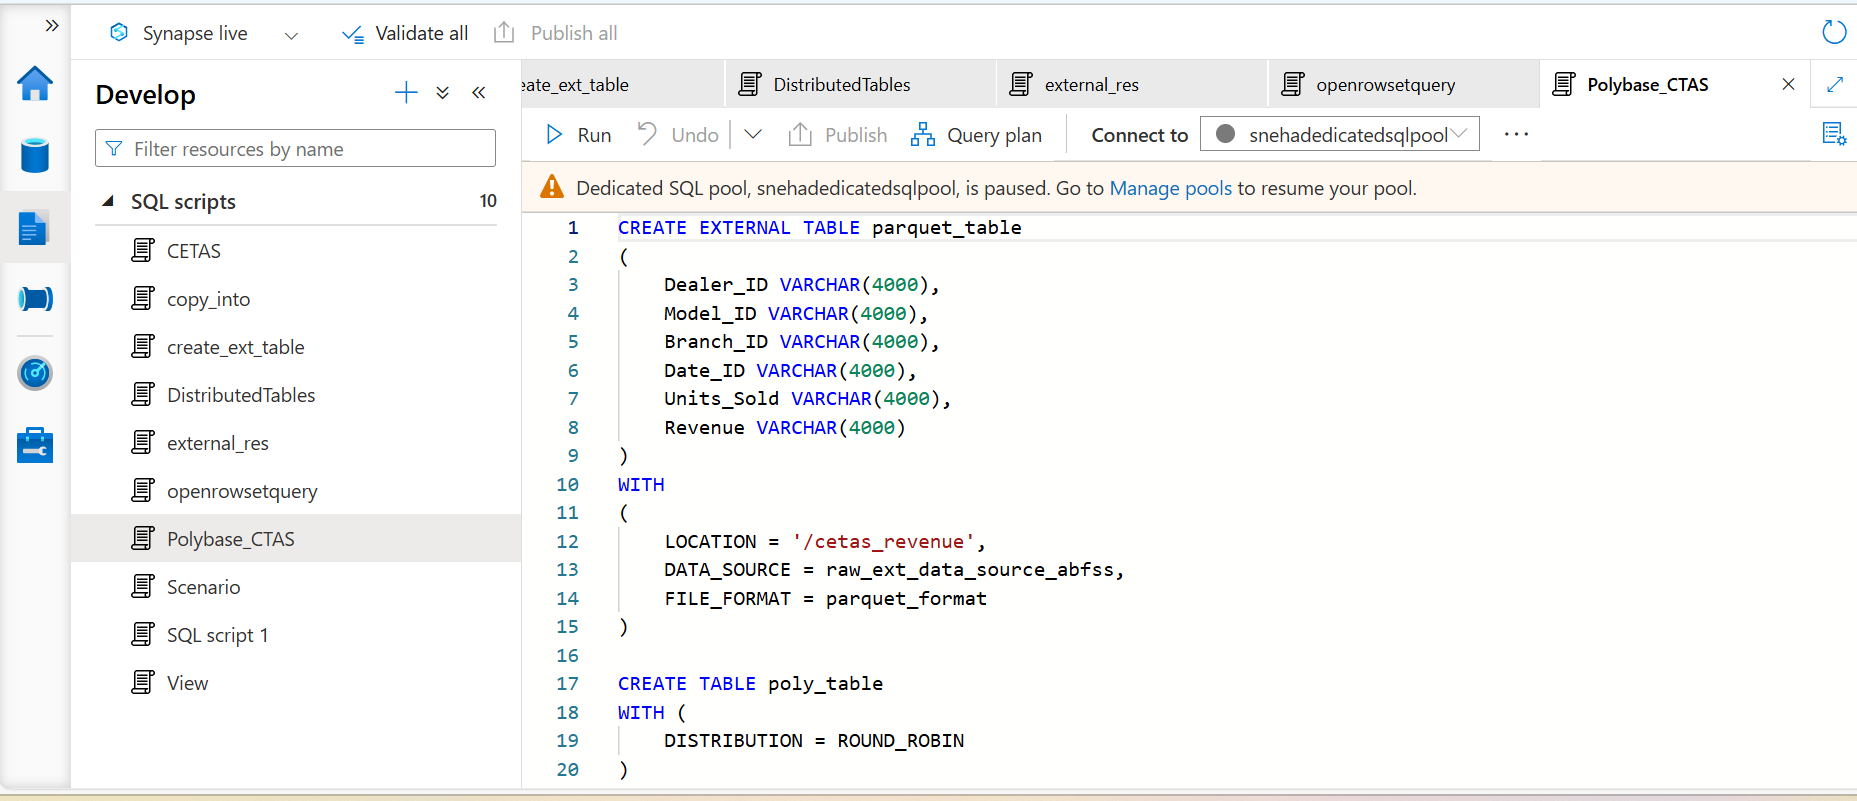 Synapse live
Validate all
Publish all
Develop
Filter resources by name
SQL scripts 10
CETAS
copy_into
create_ext_table
DistributedTables
external_res
openrowsetquery
Polybase_CTAS
Scenario
SQL script 1
View
eate_ext_table
DistributedTables
external_res
openrowsetquery
Polybase_CTAS
Run
Undo
Publish
Query plan
Connect to
snehadedicatedsqlpool
Dedicated SQL pool, snehadedicatedsqlpool, is paused. Go to Manage pools to resume your pool.
1 CREATE EXTERNAL TABLE parquet_table
2 (
3 Dealer_ID VARCHAR(4000),
4 Model_ID VARCHAR(4000),
5 Branch_ID VARCHAR(4000),
6 Date_ID VARCHAR(4000),
7 Units_Sold VARCHAR(4000),
8 Revenue VARCHAR(4000)
9 )
10 WITH
11 (
12 LOCATION = '/cetas_revenue',
13 DATA_SOURCE = raw_ext_data_source_abfss,
14 FILE_FORMAT = parquet_format
15 )
16
17 CREATE TABLE poly_table
18 WITH (
19 DISTRIBUTION = ROUND_ROBIN
20 )